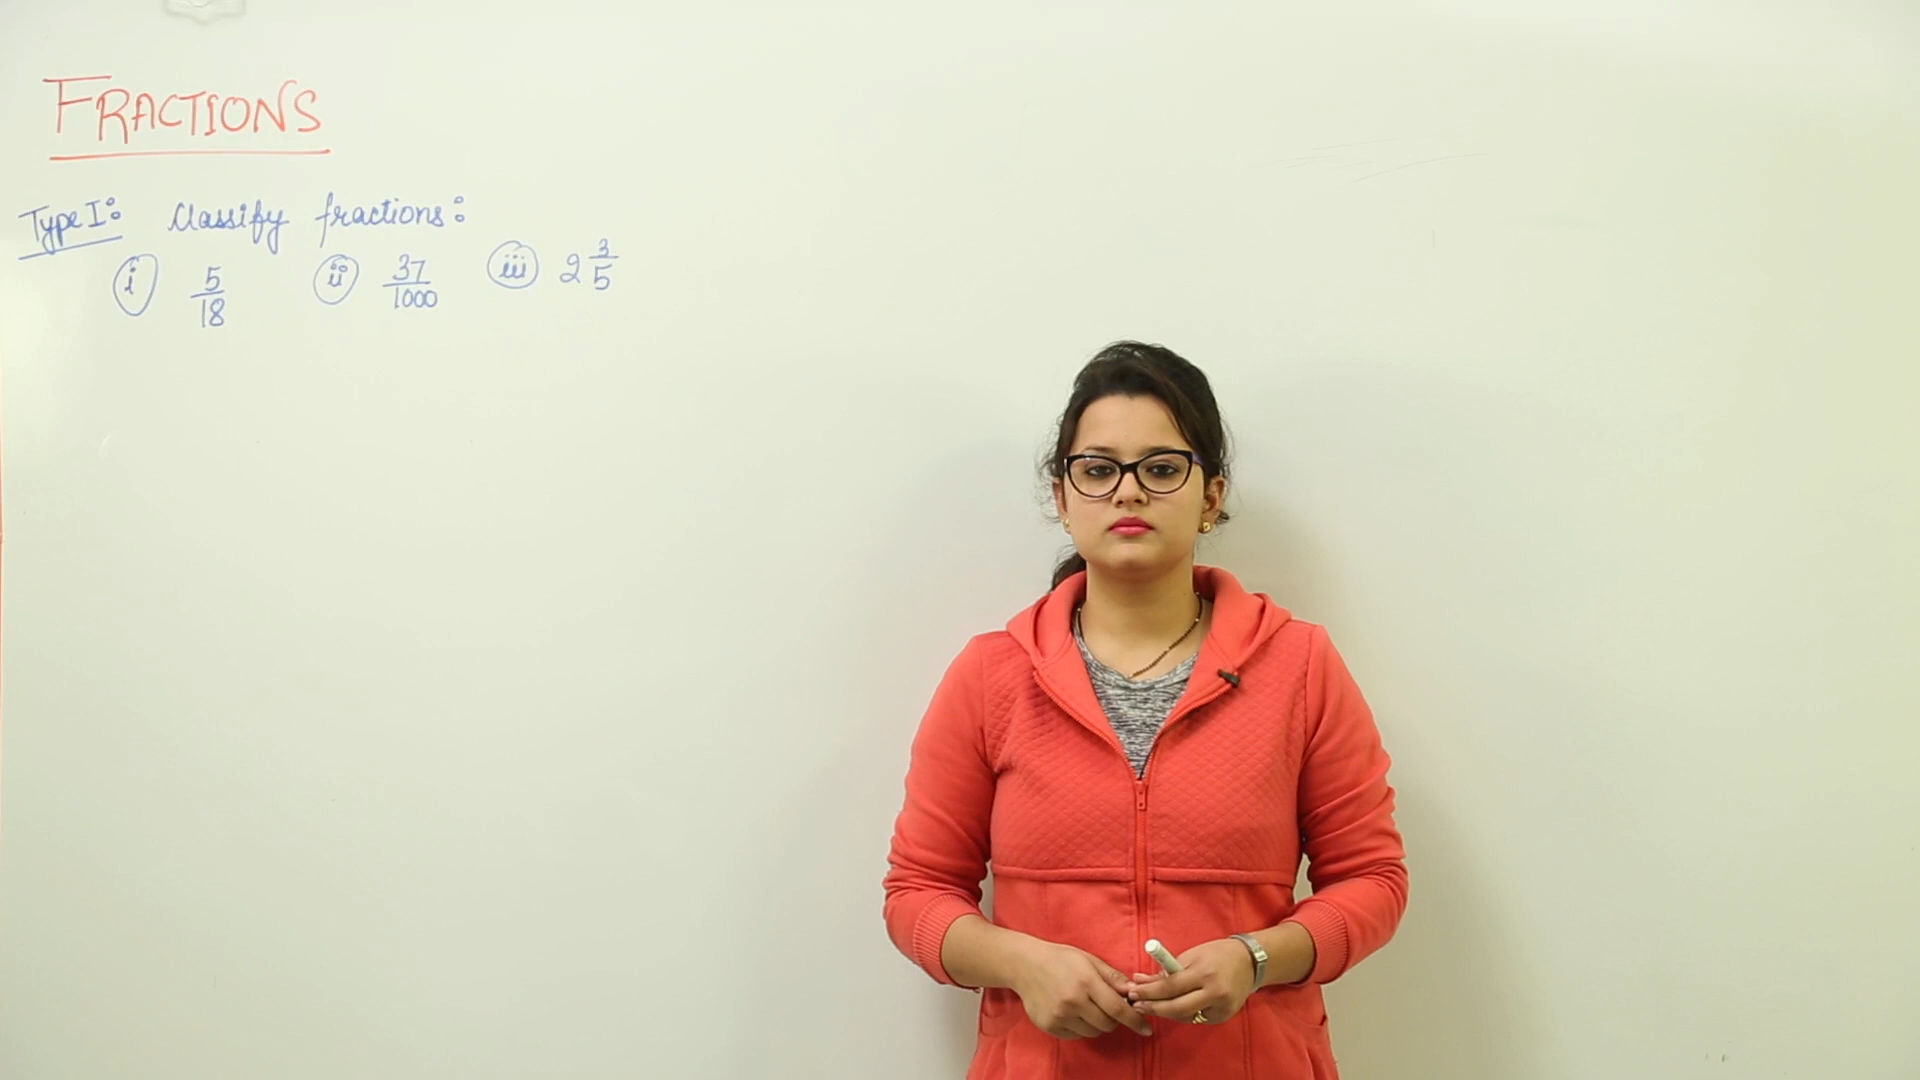 FRACTIONS
Type I: Classify fractions:
(i) 5/18 (ii) 37/1000 (iii) 2 3/5